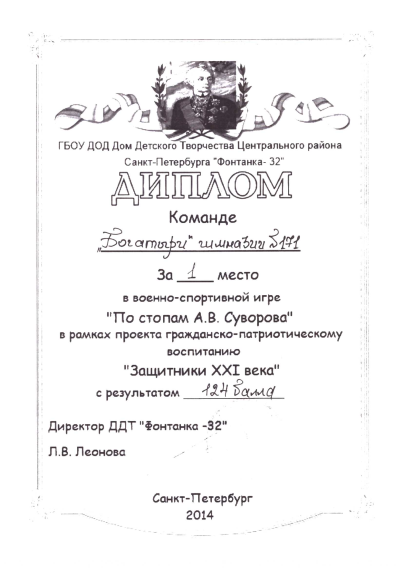 ГБОУ ДОД Дом Детского Творчества Центрального района
Санкт-Петербурга "Фонтанка- 32"
ДИПЛОМ
Команде
„Богатыри" гимназии №171
За 1 место
в военно-спортивной игре
"По стопам А.В. Суворова"
в рамках проекта гражданско-патриотическому
воспитанию
"Защитники XXI века"
с результатом 124 балла
Директор ДДТ "Фонтанка -32"
Л.В. Леонова
Санкт-Петербург
2014